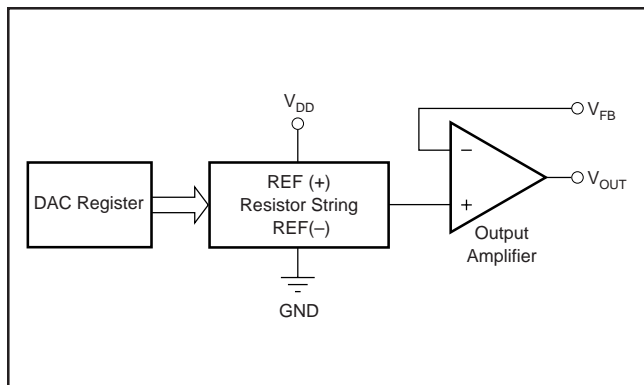 V_DD
V_FB
DAC Register
REF (+)
Resistor String
REF(–)
–
+
V_OUT
Output
Amplifier
GND